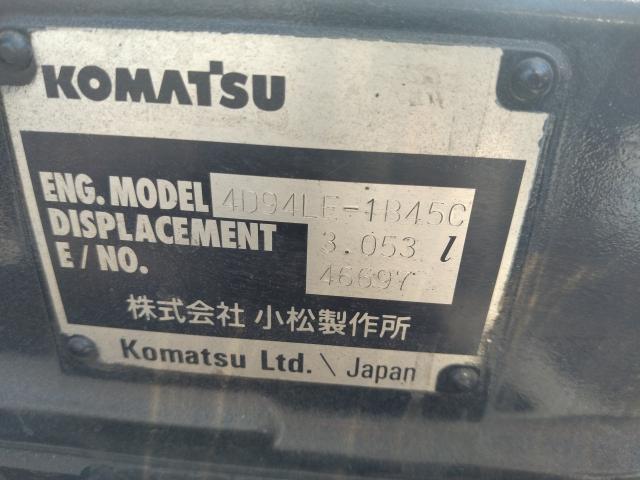 KOMATSU
ENG. MODEL 4D94LE-1B45C
DISPLACEMENT 3.053 l
E / NO. 4669Y
株式会社 小松製作所
Komatsu Ltd. \ Japan